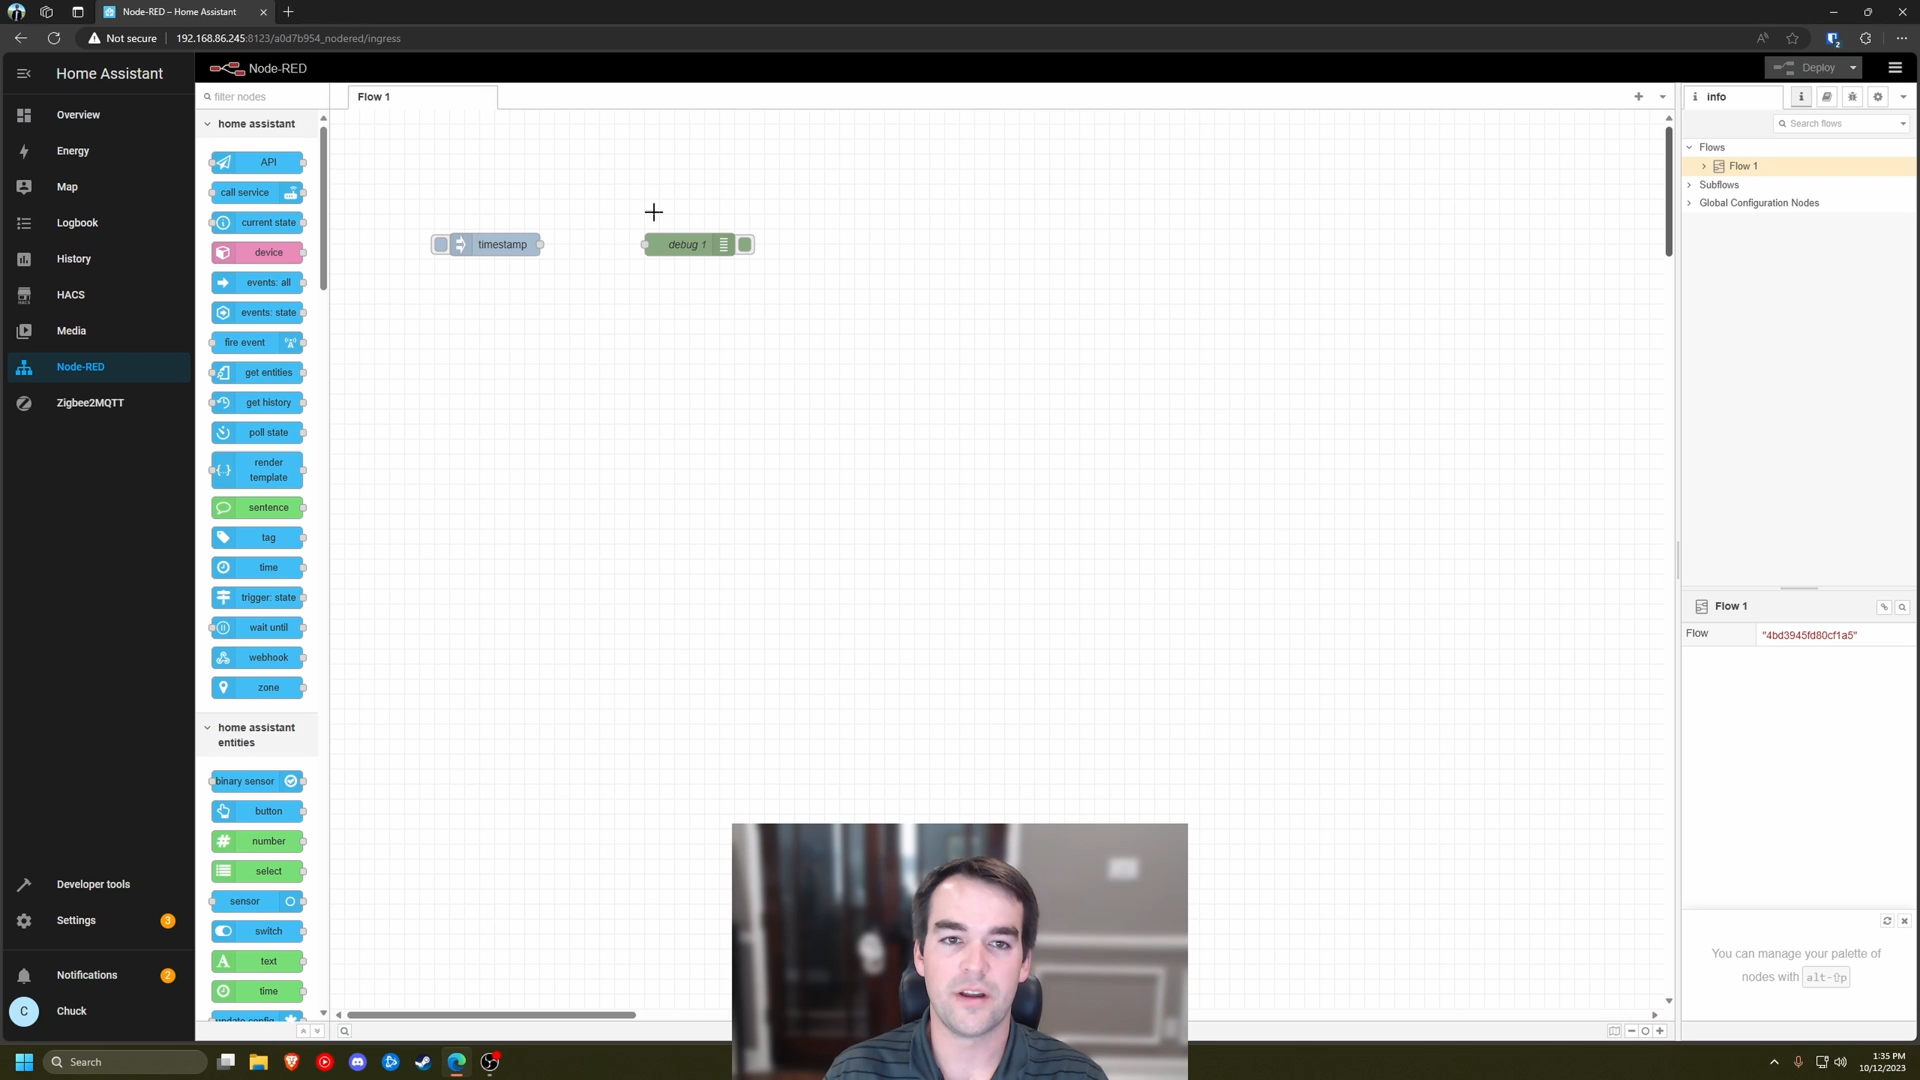 Node-RED – Home Assistant
Not secure
192.168.86.245:8123/a0d7b954_nodered/ingress
Home Assistant
Node-RED
Deploy
Overview
Energy
Map
Logbook
History
HACS
Media
Node-RED
Zigbee2MQTT
Developer tools
Settings
3
Notifications
2
C
Chuck
filter nodes
home assistant
API
call service
current state
device
events: all
events: state
fire event
get entities
get history
poll state
render
template
sentence
tag
time
trigger: state
wait until
webhook
zone
home assistant
entities
binary sensor
button
number
select
sensor
switch
text
time
update config
Flow 1
timestamp
debug 1
info
Search flows
Flows
Flow 1
Subflows
Global Configuration Nodes
Flow 1
Flow
"4bd3945fd80cf1a5"
You can manage your palette of
nodes with alt-⇧p
Search
1:35 PM
10/12/2023